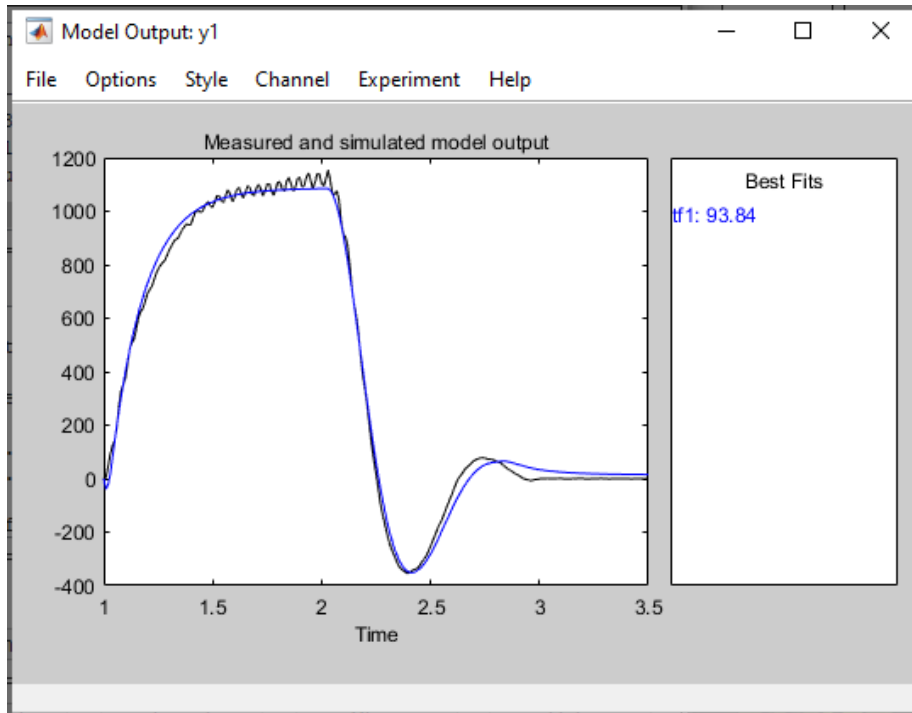 Model Output: y1
File Options Style Channel Experiment Help
Measured and simulated model output
1200
1000
800
600
400
200
0
-200
-400
1 1.5 2 2.5 3 3.5
Time
Best Fits
tf1: 93.84